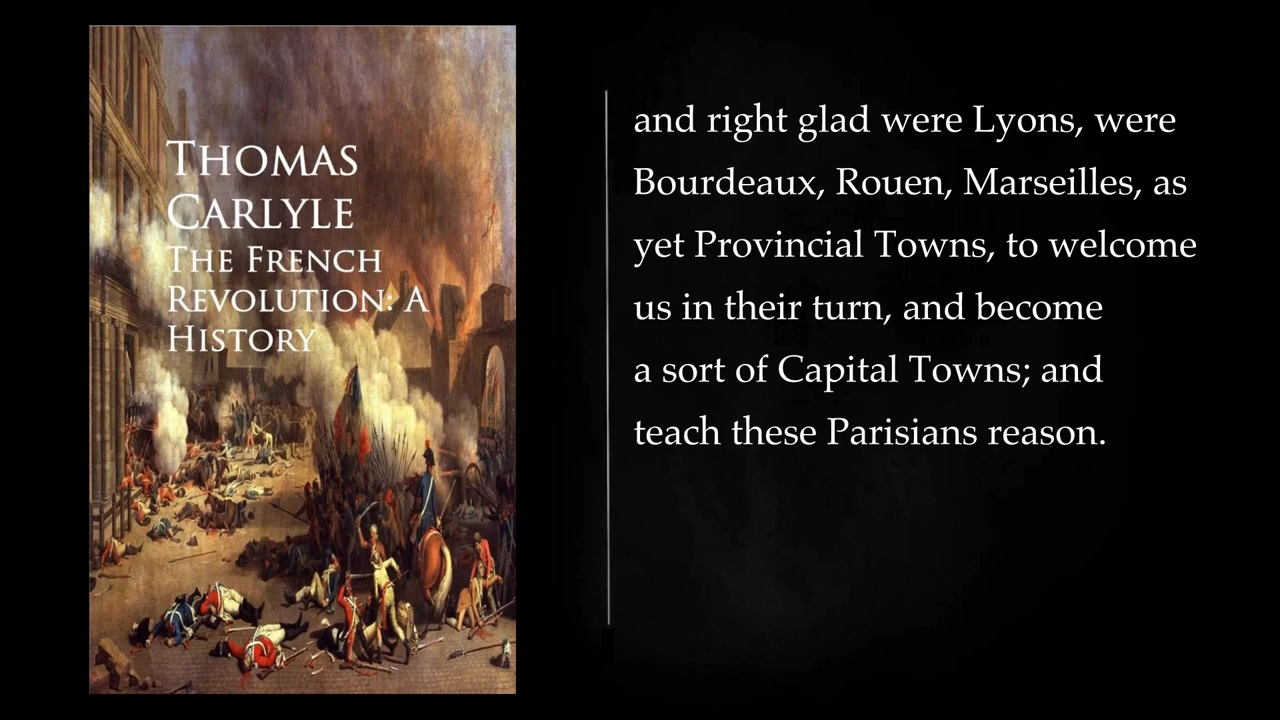 THOMAS
CARLYLE
THE FRENCH
REVOLUTION: A
HISTORY
and right glad were Lyons, were
Bourdeaux, Rouen, Marseilles, as
yet Provincial Towns, to welcome
us in their turn, and become
a sort of Capital Towns; and
teach these Parisians reason.